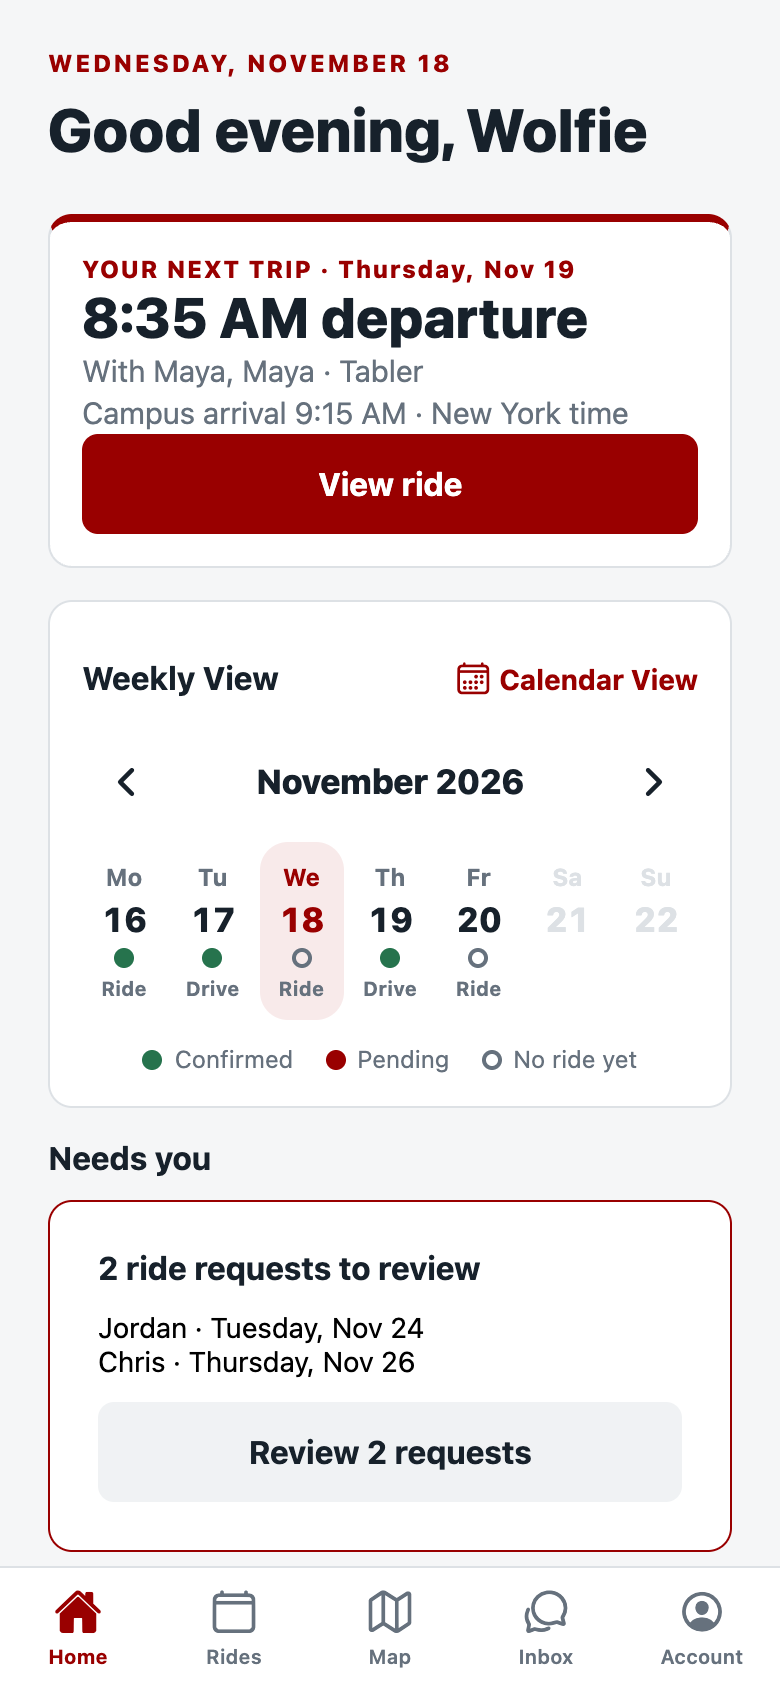 WEDNESDAY, NOVEMBER 18
Good evening, Wolfie
YOUR NEXT TRIP · Thursday, Nov 19
8:35 AM departure
With Maya, Maya · Tabler
Campus arrival 9:15 AM · New York time
View ride
Weekly View
Calendar View
November 2026
Mo Tu We Th Fr Sa Su
16 17 18 19 20 21 22
Ride Drive Ride Drive Ride
Confirmed Pending No ride yet
Needs you
2 ride requests to review
Jordan · Tuesday, Nov 24
Chris · Thursday, Nov 26
Review 2 requests
Home Rides Map Inbox Account